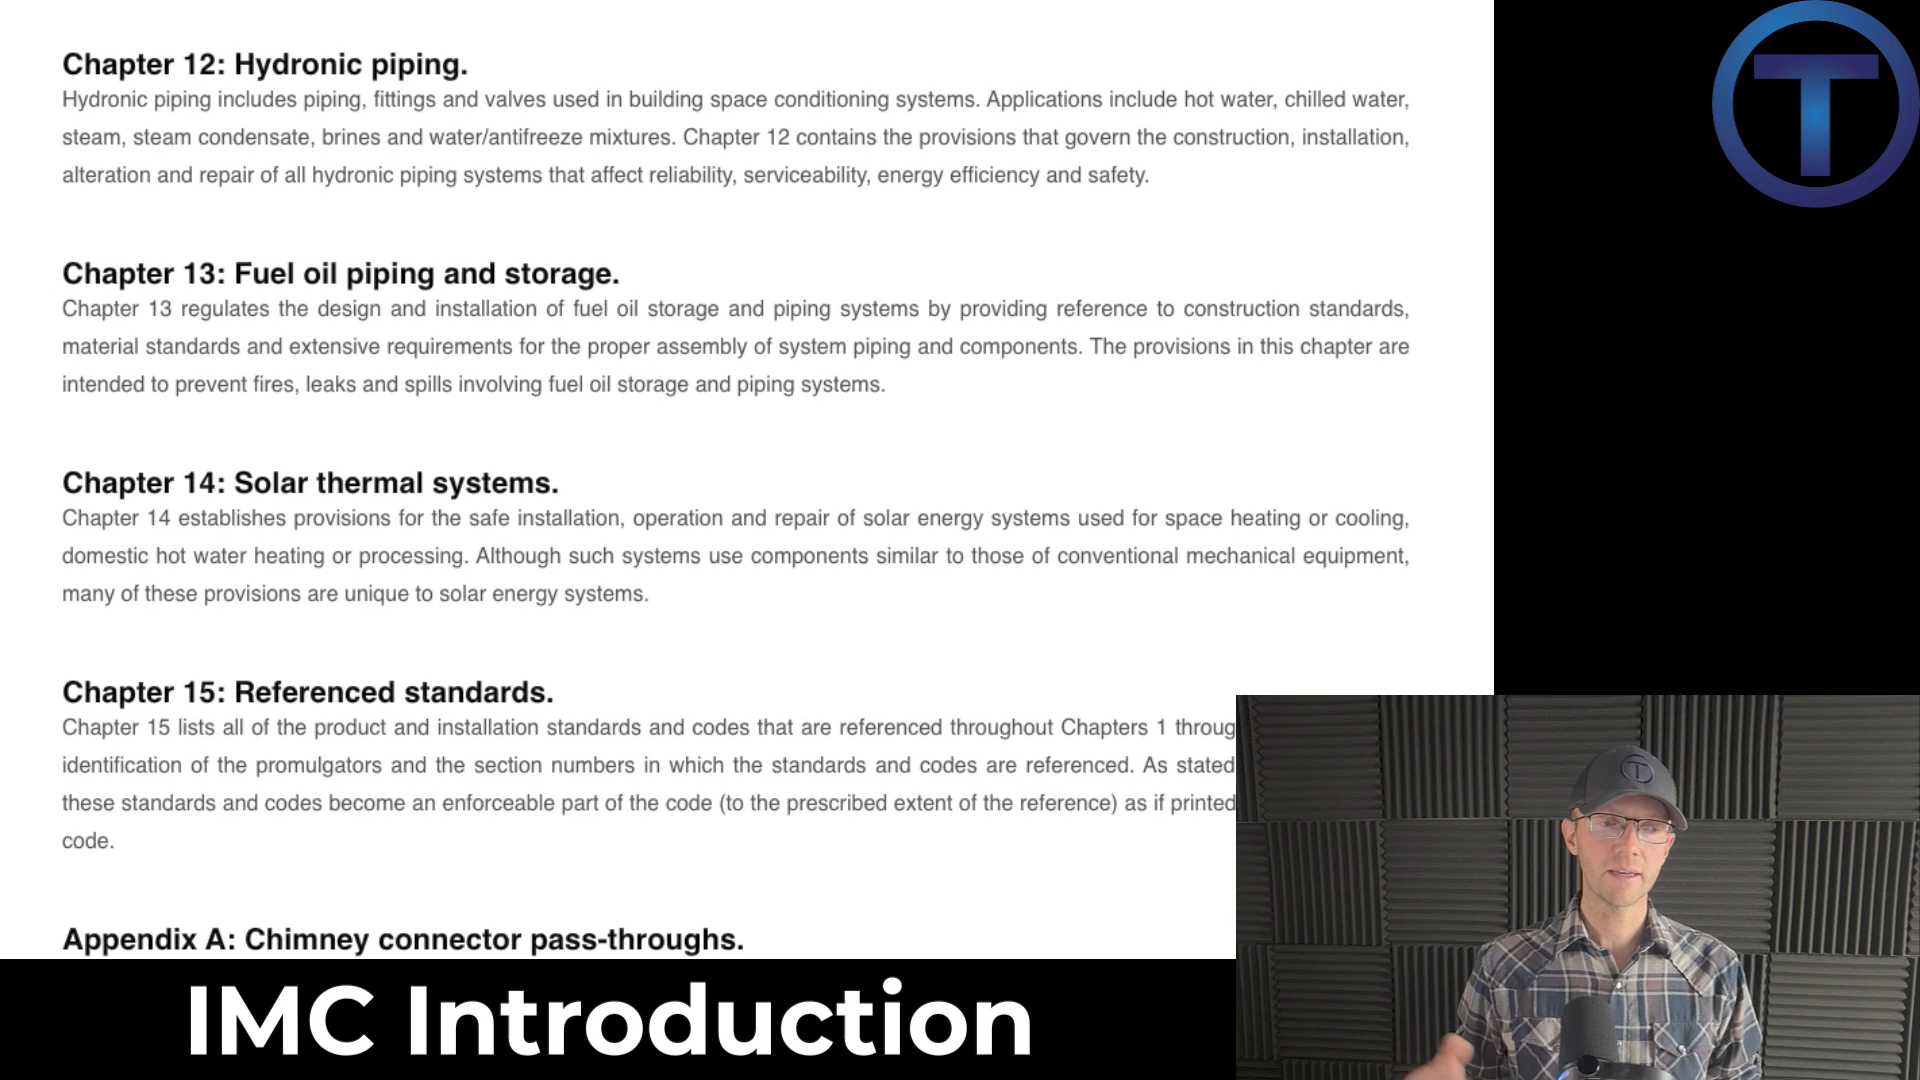 Chapter 12: Hydronic piping.
Hydronic piping includes piping, fittings and valves used in building space conditioning systems. Applications include hot water, chilled water,
steam, steam condensate, brines and water/antifreeze mixtures. Chapter 12 contains the provisions that govern the construction, installation,
alteration and repair of all hydronic piping systems that affect reliability, serviceability, energy efficiency and safety.
Chapter 13: Fuel oil piping and storage.
Chapter 13 regulates the design and installation of fuel oil storage and piping systems by providing reference to construction standards,
material standards and extensive requirements for the proper assembly of system piping and components. The provisions in this chapter are
intended to prevent fires, leaks and spills involving fuel oil storage and piping systems.
Chapter 14: Solar thermal systems.
Chapter 14 establishes provisions for the safe installation, operation and repair of solar energy systems used for space heating or cooling,
domestic hot water heating or processing. Although such systems use components similar to those of conventional mechanical equipment,
many of these provisions are unique to solar energy systems.
Chapter 15: Referenced standards.
Chapter 15 lists all of the product and installation standards and codes that are referenced throughout Chapters 1 throug
identification of the promulgators and the section numbers in which the standards and codes are referenced. As stated
these standards and codes become an enforceable part of the code (to the prescribed extent of the reference) as if printed
code.
Appendix A: Chimney connector pass-throughs.
IMC Introduction
T
T